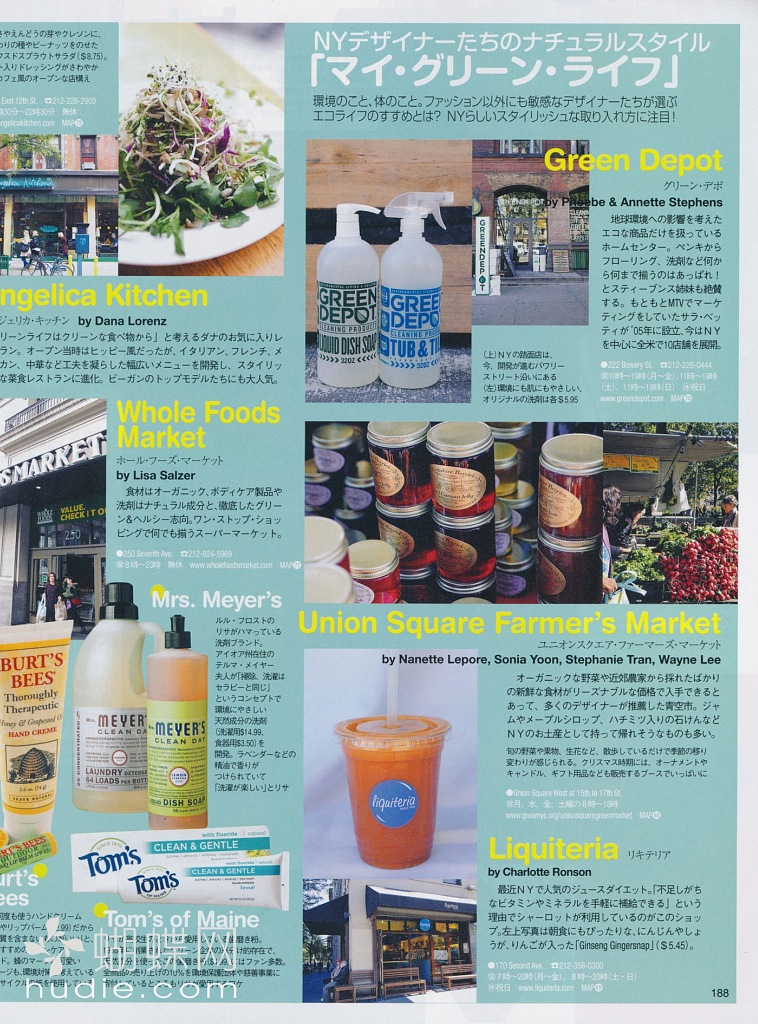 NYデザイナーたちのナチュラルスタイル
「マイ・グリーン・ライフ」
環境のこと、体のこと。ファッション以外にも敏感なデザイナーたちが選ぶ
エコライフのすすめとは? NYらしいスタイリッシュな取り入れ方に注目!
さやえんどうの芽やクレソンに、
わりの種やピーナッツをのせた
クスドスプラウトサラダ($8.75)。
ト入りドレッシングがさわやか
カフェ風のオープンな店構え
East 12th St. ☎212-228-2909
時30分~22時30分 無休
ngelicakitchen.com MAP
ngelica Kitchen
ジェリカ・キッチン by Dana Lorenz
リーンライフはクリーンな食べ物から」と考えるダナのお気に入りレ
ラン。オープン当時はヒッピー風だったが、イタリアン、フレンチ、メ
カン、中華など工夫を凝らした幅広いメニューを開発し、スタイリッ
な菜食レストランに進化。ビーガンのトップモデルたちにも大人気。
Green Depot
グリーン・デポ
by Phoebe & Annette Stephens
地球環境への影響を考えた
エコな商品だけを扱っている
ホームセンター。ペンキから
フローリング、洗剤など何か
ら何まで揃うのはあっぱれ!
とスティーブンス姉妹も絶賛
する。もともとMTVでマーケ
ティングをしていたサラ・ベッ
ティが'05年に設立、今はNY
を中心に全米で10店舗を展開。
●222 Bowery St. ☎212-226-0444
㊡10時~19時(月~金)、11時~19時
(土)、11時~18時(日) ㊡祝日
www.greendepot.com MAP
(上)NYの路面店は、
今、開発が進むバワリー
ストリート沿いにある
(左)環境にも肌にもやさしい、
オリジナルの洗剤は各$5.95
GREENDEPOT
GREEN DEPOT
GREEN
DEPOT
CLEANING PRODUCTS
LIQUID DISH SOAP
32OZ
GREEN
DEPOT
CLEANING PRODUCTS
TUB & TI
32OZ
Whole Foods
Market
ホール・フーズ・マーケット
by Lisa Salzer
食材はオーガニック、ボディケア製品や
洗剤はナチュラル成分と、徹底したグリー
ン&ヘルシー志向。ワン・ストップ・ショッ
ピングで何でも揃うスーパーマーケット。
●250 Seventh Ave. ☎212-924-5969
8時~23時 無休 www.wholefoodsmarket.com MAP
S MARKET
VALUE.
CHECK IT OU
250
Union Square Farmer's Market
ユニオンスクエア・ファーマーズ・マーケット
by Nanette Lepore, Sonia Yoon, Stephanie Tran, Wayne Lee
オーガニックな野菜や近郊農家から採れたばかり
の新鮮な食材がリーズナブルな価格で入手できると
あって、多くのデザイナーが推薦した青空市。ジャ
ムやメープルシロップ、ハチミツ入りの石けんなど
NYのお土産として持って帰れそうなものも多い。
旬の野菜や果物、生花など、散歩しているだけで季節の移り
変わりが感じられる。クリスマス時期には、オーナメントや
キャンドル、ギフト用品なども販売するブースでいっぱいに
●Union Square West at 15th to 17th St.
月、水、金、土曜の8時~18時
www.grownyc.org/unionsquaregreenmarket MAP
Mrs. Meyer's
ルル・フロストの
リサがハマっている
洗剤ブランド。
アイオア州在住の
テルマ・メイヤー
夫人が「掃除、洗濯は
セラピーと同じ」
というコンセプトで
環境にやさしい
天然成分の洗剤
(洗濯用$14.99、
食器用$3.50)を
開発。ラベンダーなどの
精油で香りが
つけられていて
「洗濯が楽しい」とリサ
BURT'S
BEES
Thoroughly
Therapeutic
Honey & Grapeseed Oil
HAND CREME
Mrs. MEYER'S
CLEAN DAY
LAUNDRY DETERGENT
64 LOADS PER BOTTLE
MEYER'S
CLEAN DAY
LIQUID DISH SOAP
Tom's
CLEAN & GENTLE
with fluoride natural
Tom's
CLEAN & GENTLE
BURT'S BEES
urt's
ees
Tom's of Maine
liquiteria
Liquiteria リキテリア
by Charlotte Ronson
最近NYで人気のジュースダイエット。「不足しがち
なビタミンやミネラルを手軽に補給できる」という
理由でシャーロットが利用しているのがこのショッ
プ。左上写真は朝食にもぴったりな、にんじんやしょ
うが、りんごが入った「Ginseng Gingersnap」($5.45)。
●170 Second Ave. ☎212-358-0300
7時~20時(月~金)、8時~20時(土・日)
㊡祝日 www.liquiteria.com MAP
188
蝴蝶网
hudie.com